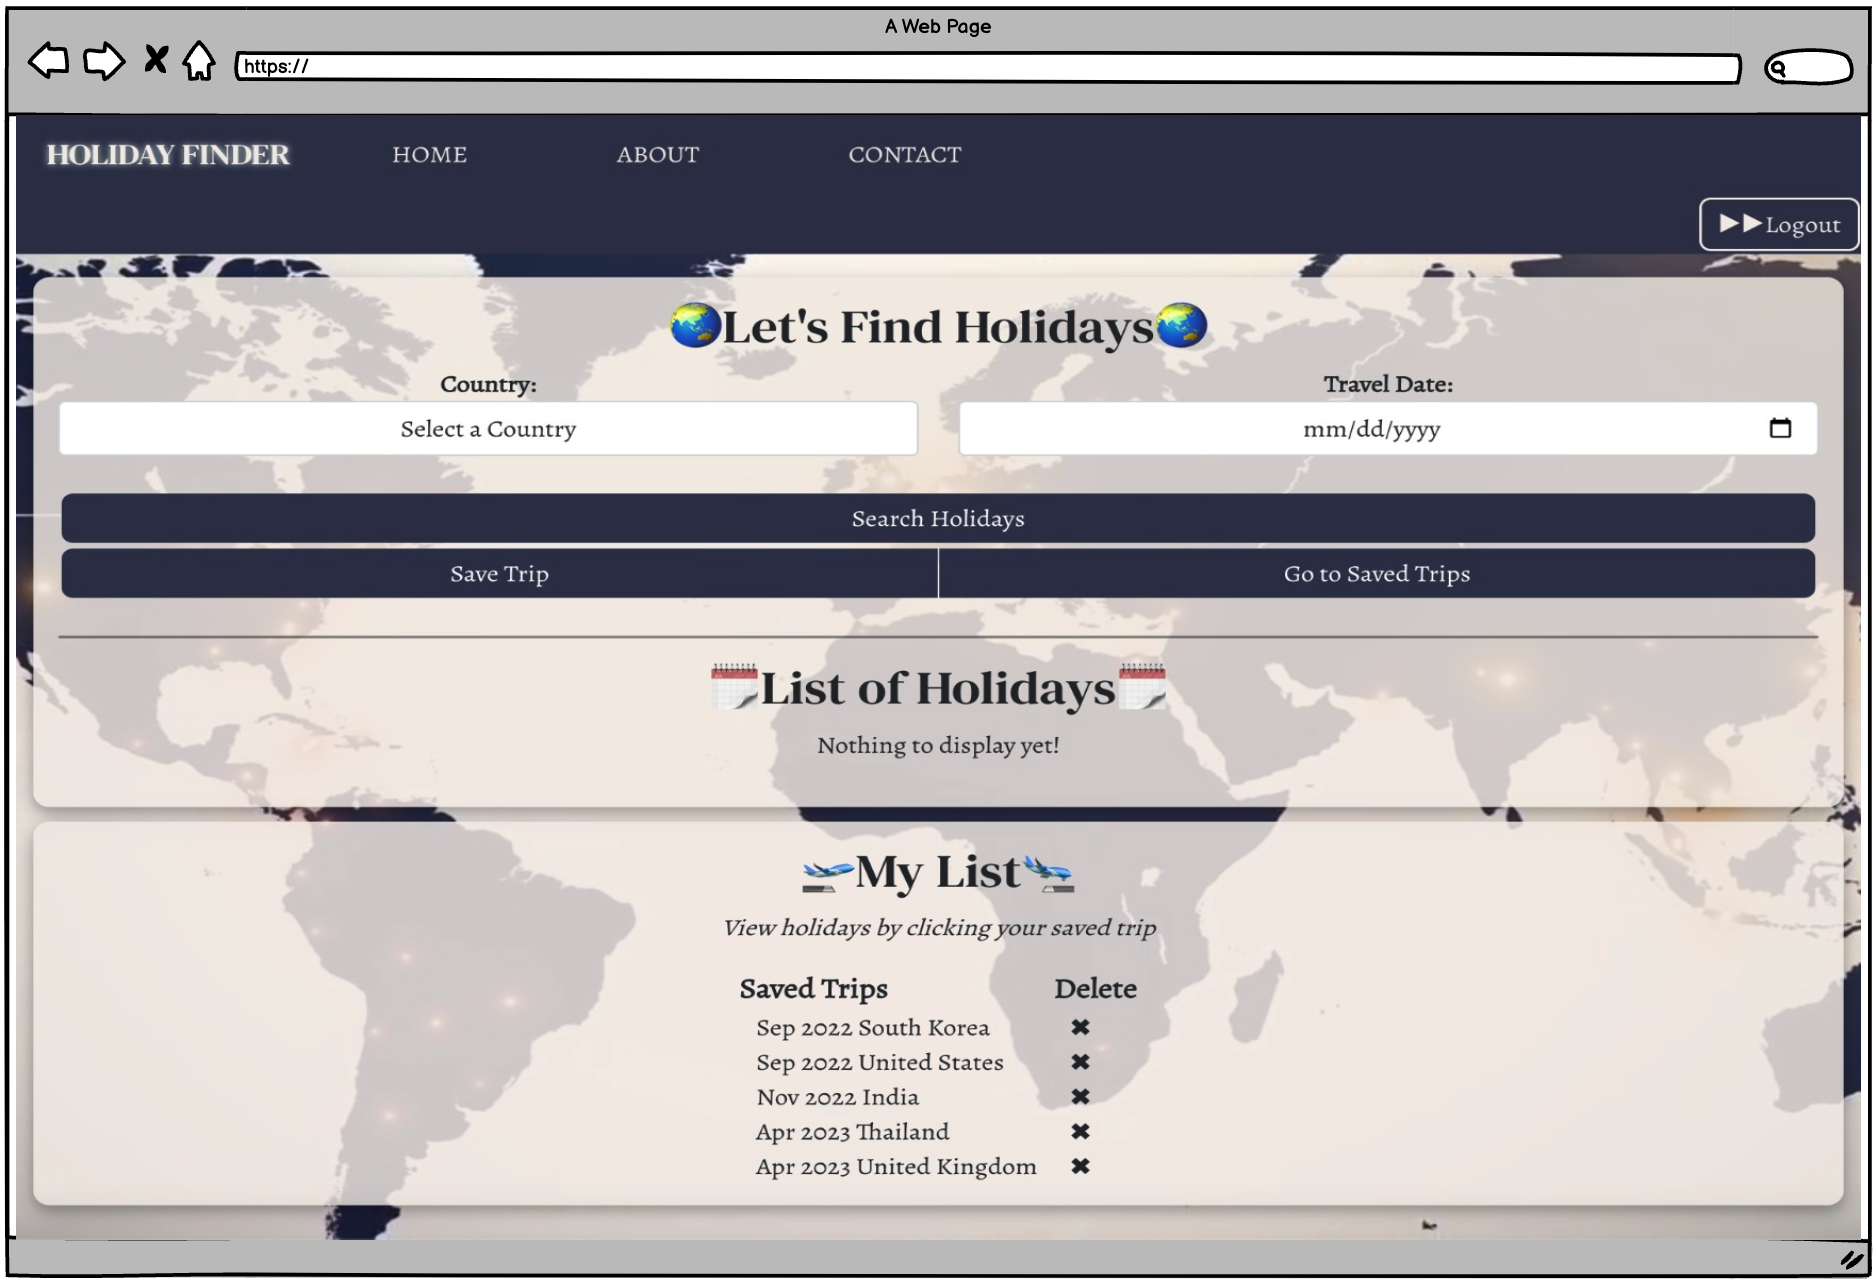 A Web Page
https://
HOLIDAY FINDER HOME ABOUT CONTACT
▶▶Logout
🌏Let's Find Holidays🌏
Country: Travel Date:
Select a Country mm/dd/yyyy
Search Holidays
Save Trip Go to Saved Trips
List of Holidays
Nothing to display yet!
🛫My List🛬
View holidays by clicking your saved trip
Saved Trips Delete
Sep 2022 South Korea ✖
Sep 2022 United States ✖
Nov 2022 India ✖
Apr 2023 Thailand ✖
Apr 2023 United Kingdom ✖